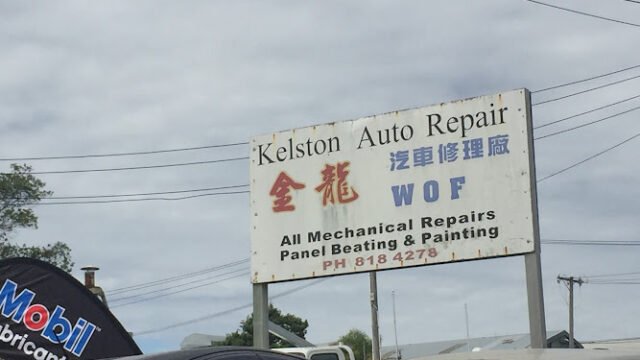 Kelston Auto Repair
金龍 汽車修理廠
WOF
All Mechanical Repairs
Panel Beating & Painting
PH 818 4278
Mobil